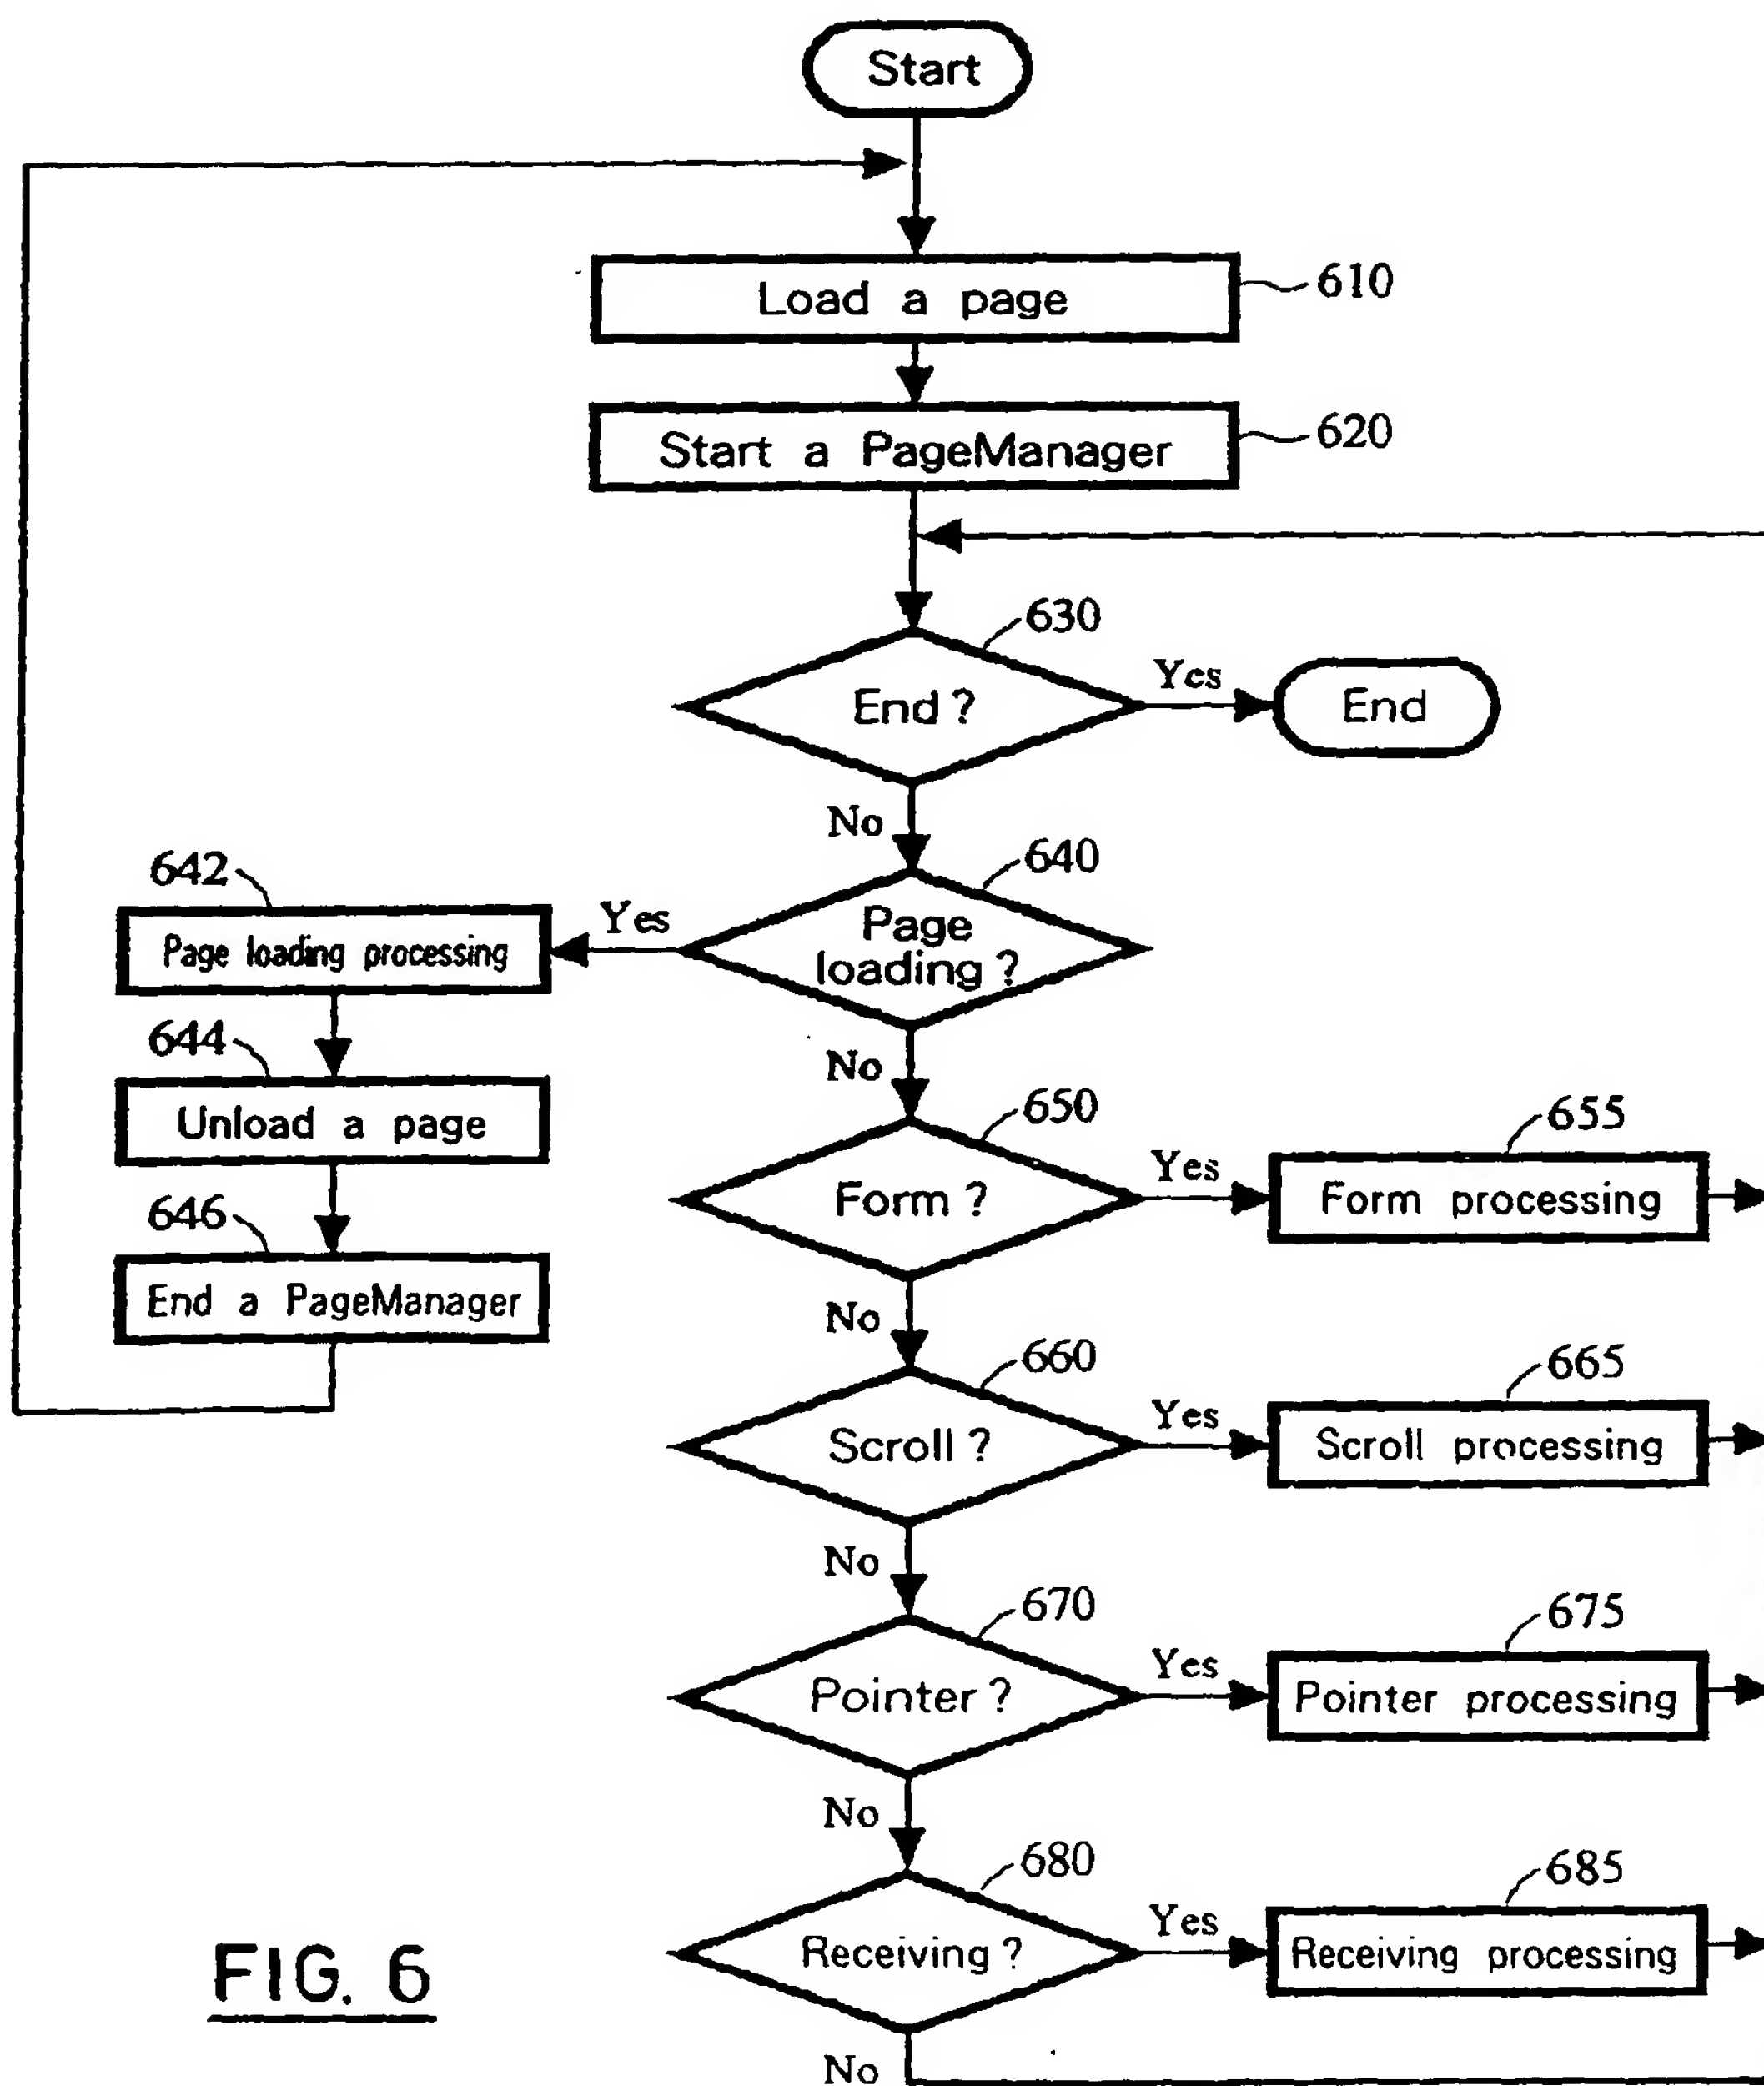 Start
Load a page
610
Start a PageManager
620
630
End ?
Yes
End
No
640
642
Page
loading ?
Yes
Page loading processing
No
644
Unload a page
650
655
Form ?
Yes
Form processing
646
End a PageManager
No
660
665
Scroll ?
Yes
Scroll processing
No
670
675
Pointer ?
Yes
Pointer processing
No
680
685
Receiving ?
Yes
Receiving processing
No
FIG. 6